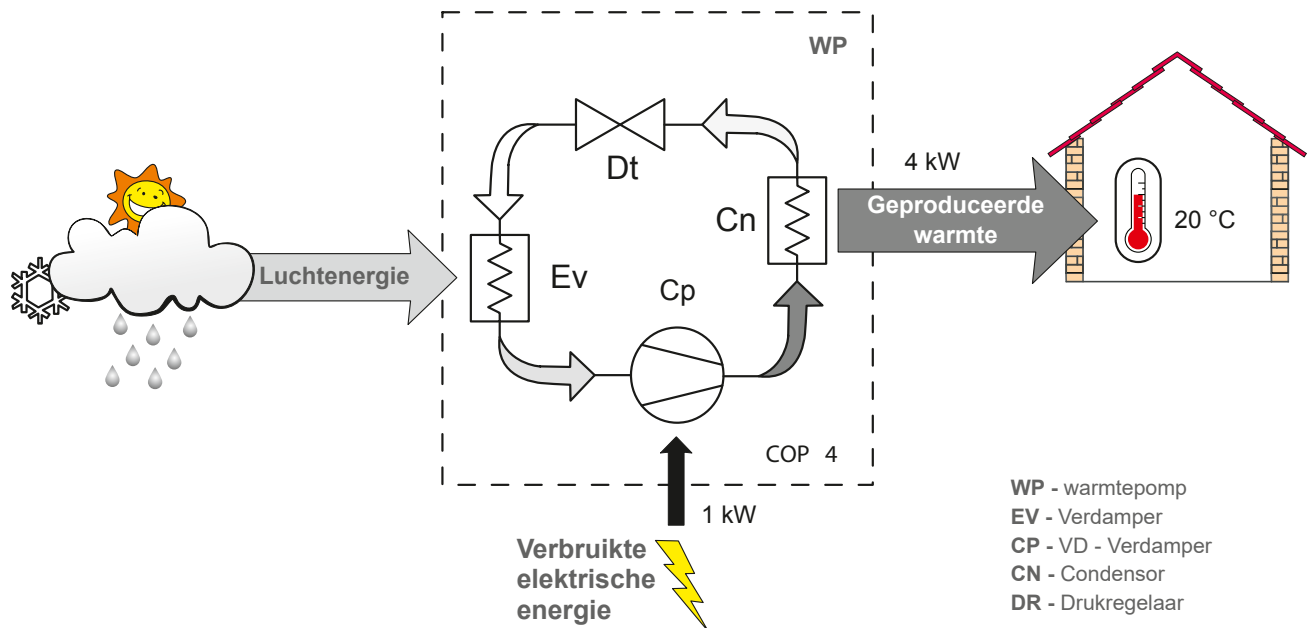 WP
Dt
4 kW
Geproduceerde
warmte
Cn
20 °C
Luchtenergie
Ev
Cp
COP 4
1 kW
Verbruikte
elektrische
energie
WP - warmtepomp
EV - Verdamper
CP - VD - Verdamper
CN - Condensor
DR - Drukregelaar